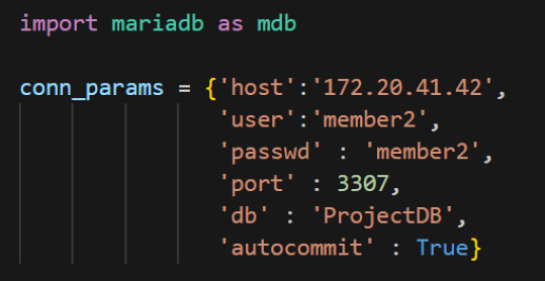 import mariadb as mdb
conn_params = {'host':'172.20.41.42',
'user':'member2',
'passwd' : 'member2',
'port' : 3307,
'db' : 'ProjectDB',
'autocommit' : True}